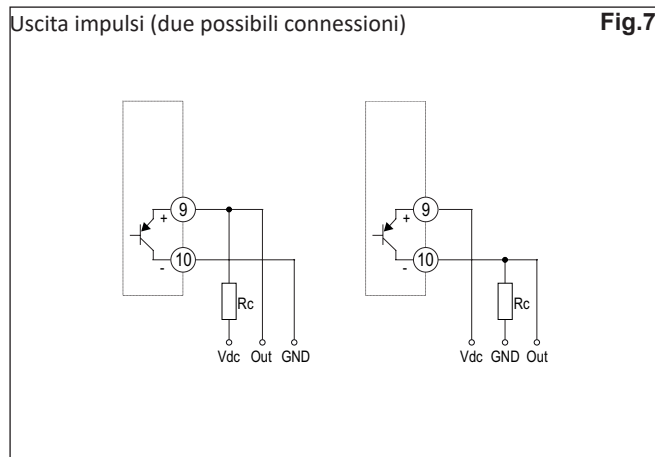 Uscita impulsi (due possibili connessioni)
Fig.7
+ 9
- 10
Rc
Vdc Out GND
+ 9
- 10
Rc
Vdc GND Out